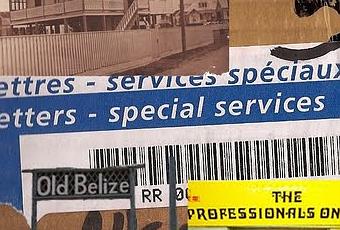 ettres - services spéciaux
etters - special services
Old Belize
RR
THE
PROFESSIONALS ON